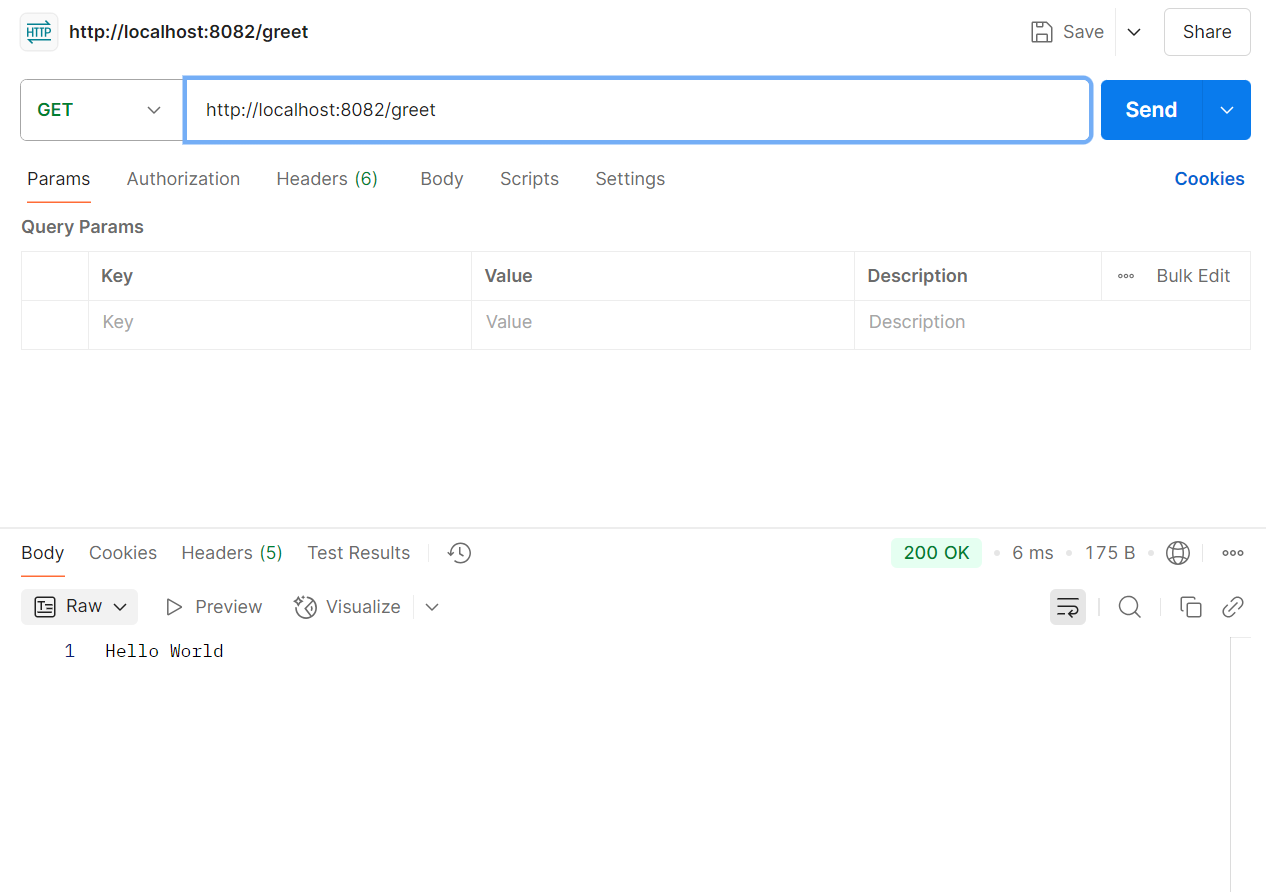 HTTP http://localhost:8082/greet Save Share
GET http://localhost:8082/greet Send
Params Authorization Headers (6) Body Scripts Settings Cookies
Query Params
Key Value Description Bulk Edit
Key Value Description
Body Cookies Headers (5) Test Results 200 OK 6 ms 175 B
Raw Preview Visualize
1 Hello World